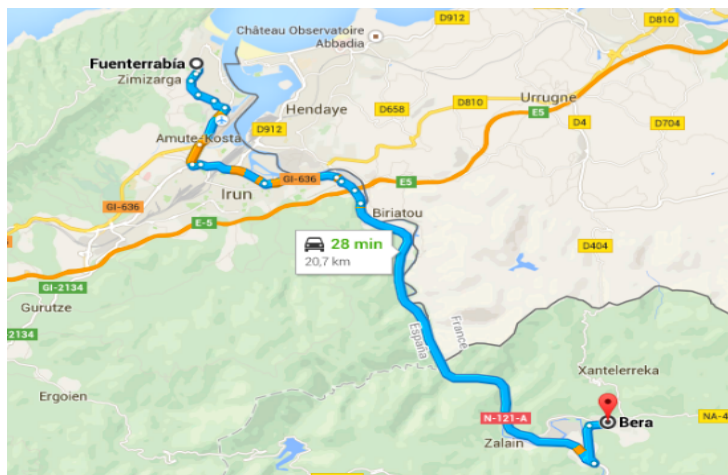 D912
D810
Château Observatoire
Abbadia
Fuenterrabía
Zimizarga
Urrugne
Hendaye
D658
D810
E5
D4
D704
D912
Amute-Kosta
GI-636
E5
GI-636
Irun
E-5
Biriatou
28 min
20,7 km
D404
GI-2134
Gurutze
2134
España
France
Xantelerreka
Ergoien
N-121-A
NA-4
Bera
Zalain